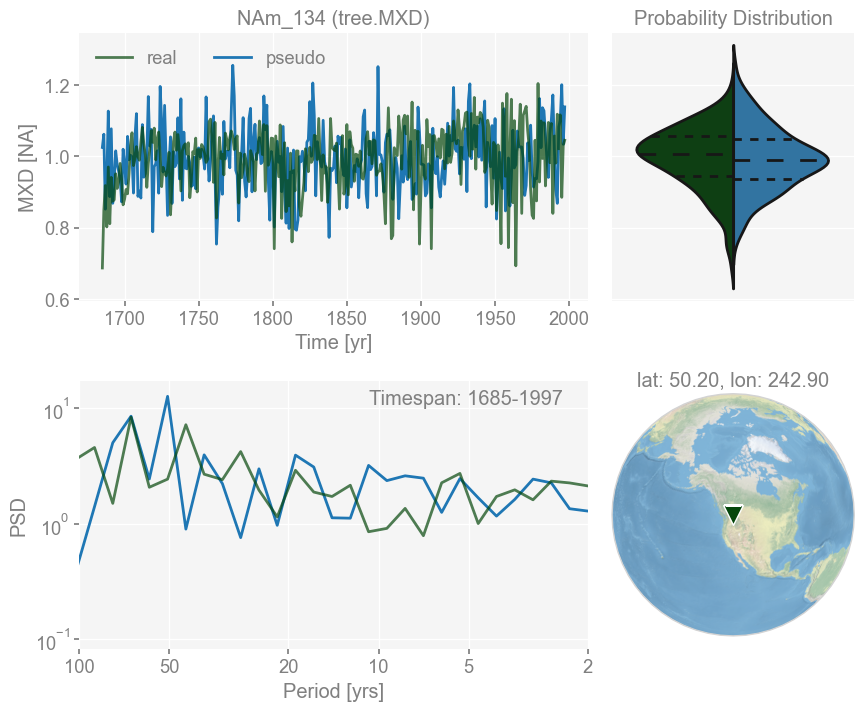 NAm_134 (tree.MXD)
real
pseudo
MXD [NA]
1.2
1.0
0.8
0.6
1700
1750
1800
1850
1900
1950
2000
Time [yr]
Probability Distribution
Timespan: 1685-1997
PSD
10¹
10⁰
10⁻¹
100
50
20
10
5
2
Period [yrs]
lat: 50.20, lon: 242.90